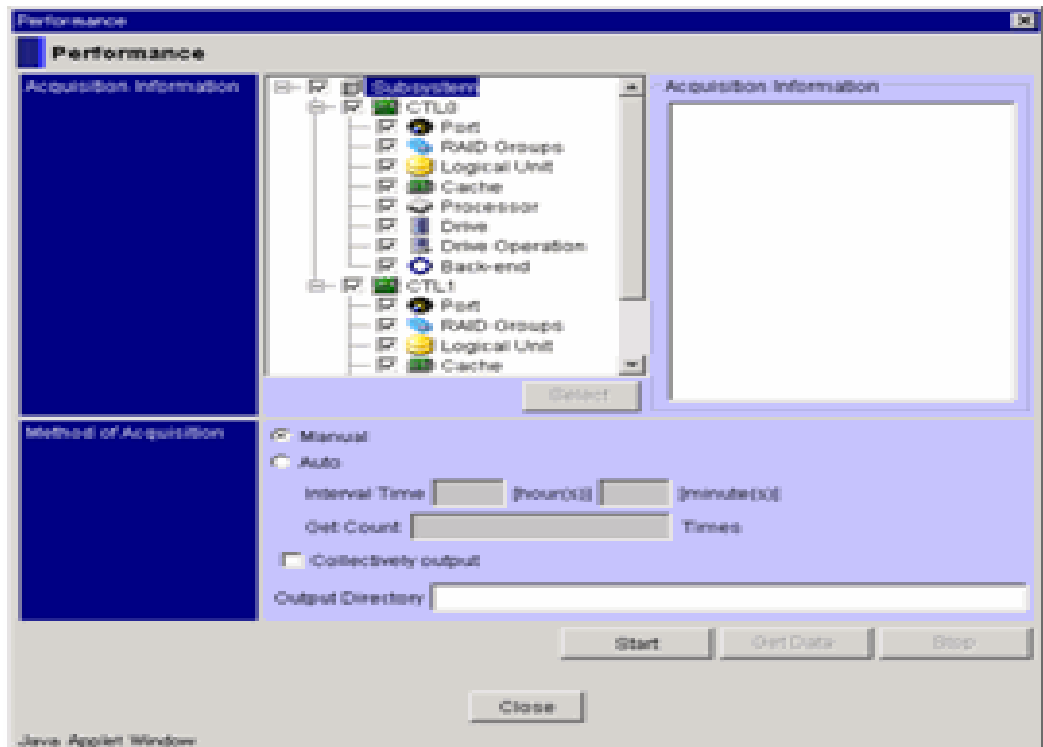 Performance
Performance
Acquisition Information
Subsystem
CTL0
Port
RAID Groups
Logical Unit
Cache
Processor
Drive
Drive Operation
Back-end
CTL1
Port
RAID Groups
Logical Unit
Cache
Select
Acquisition Information
Method of Acquisition
Manual
Auto
Interval Time [hour(s)] [minute(s)]
Get Count Times
Collectively output
Output Directory
Start Get Data Stop
Close
Java Applet Window